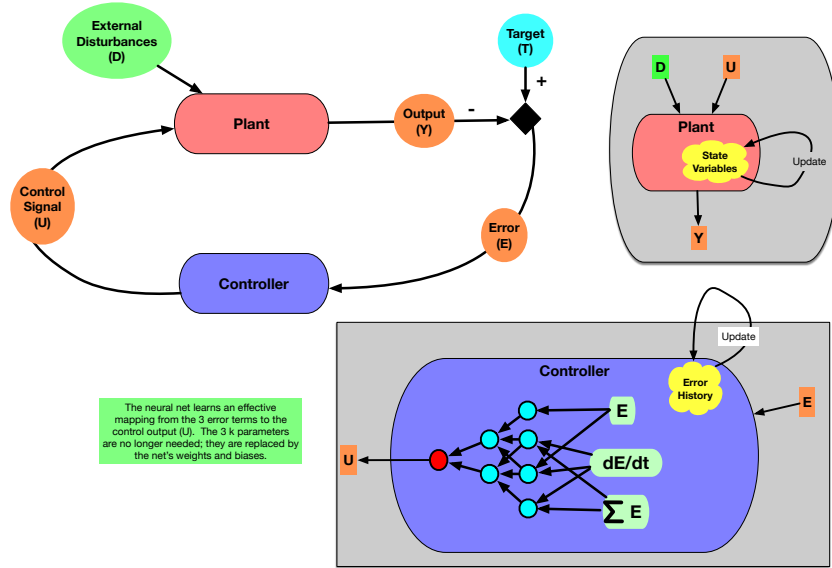 External
Disturbances
(D)
Target
(T)
+
-
Plant
Output
(Y)
Control
Signal
(U)
Error
(E)
Controller
D
U
Plant
State
Variables
Update
Y
The neural net learns an effective
mapping from the 3 error terms to the
control output (U). The 3 k parameters
are no longer needed; they are replaced by
the net's weights and biases.
Update
Controller
Error
History
E
E
U
dE/dt
∑ E